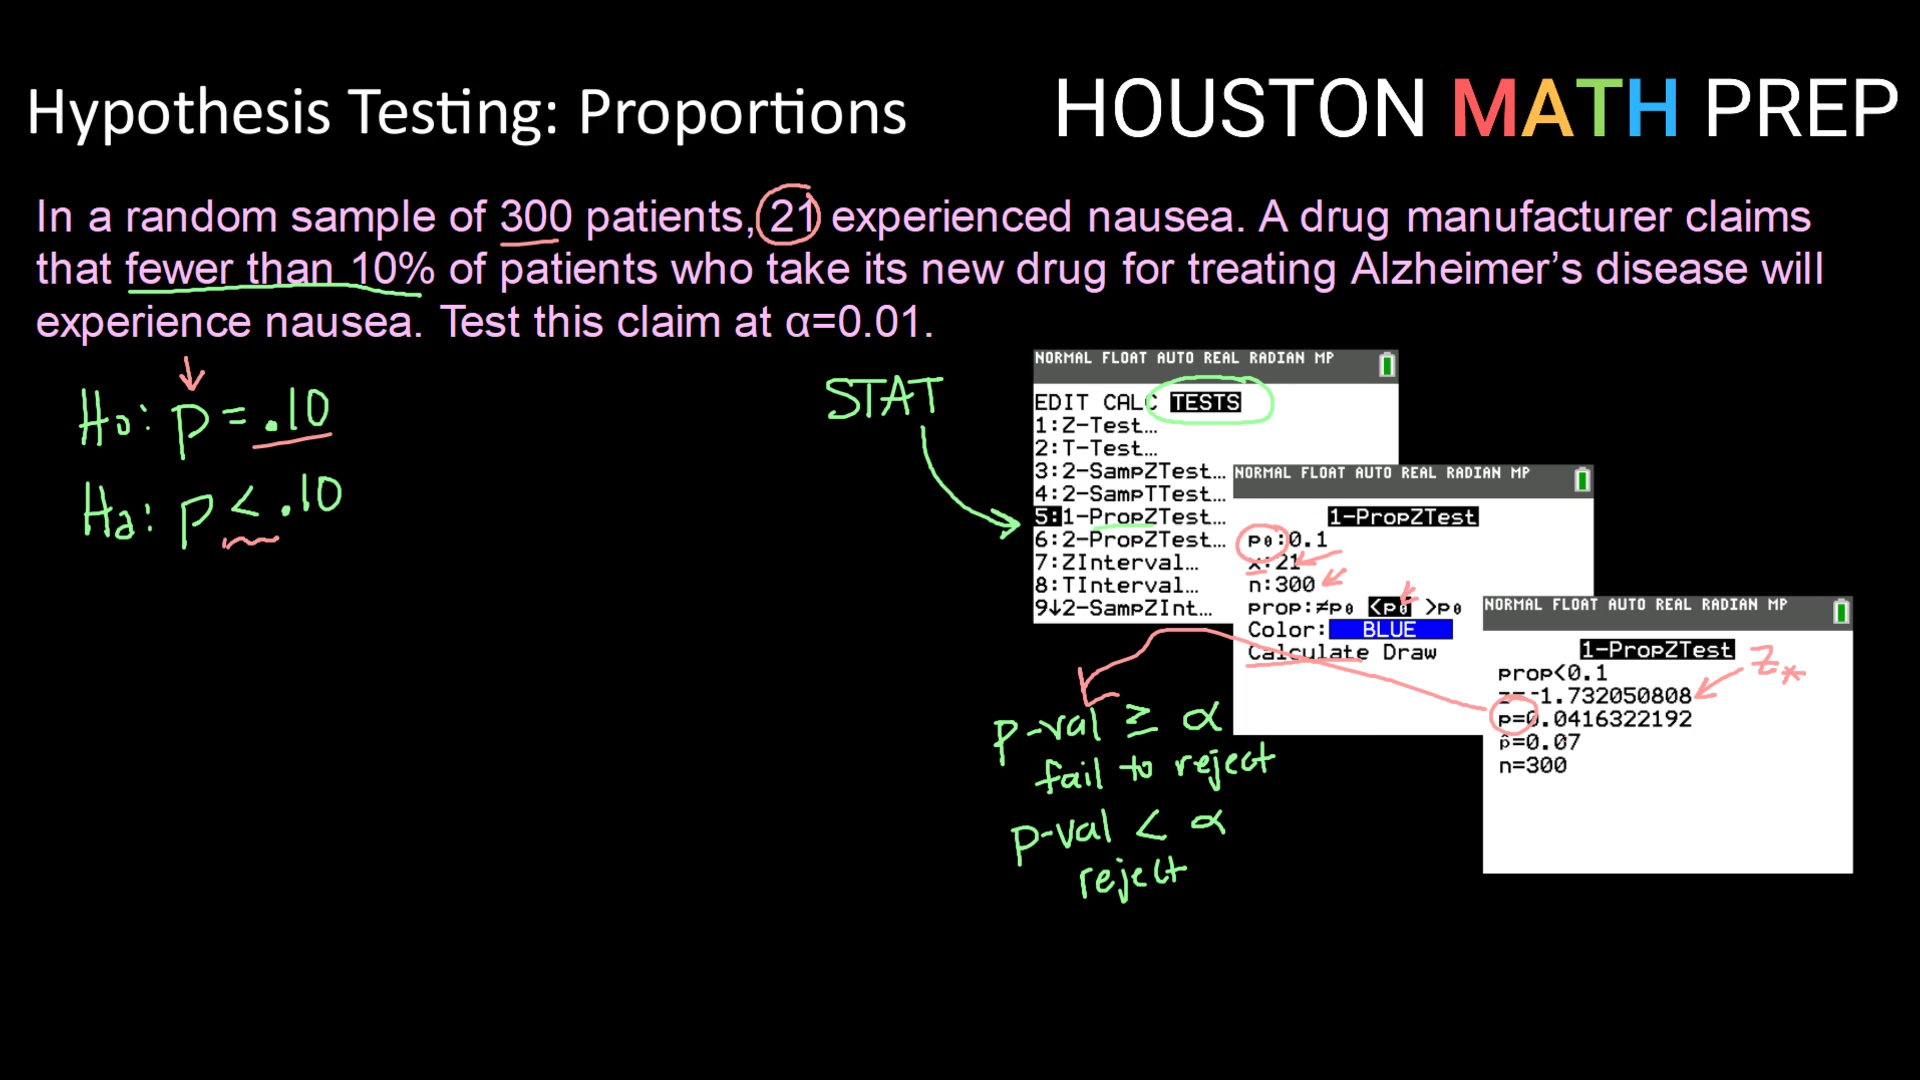 Hypothesis Testing: Proportions
HOUSTON MATH PREP
In a random sample of 300 patients, 21 experienced nausea. A drug manufacturer claims
that fewer than 10% of patients who take its new drug for treating Alzheimer’s disease will
experience nausea. Test this claim at α=0.01.
H₀: p = .10
Hₐ: p < .10
STAT
NORMAL FLOAT AUTO REAL RADIAN MP
EDIT CALC TESTS
1:Z-Test…
2:T-Test…
3:2-SampZTest…
4:2-SampTTest…
5:1-PropZTest…
6:2-PropZTest…
7:ZInterval…
8:TInterval…
9↓2-SampZInt…
NORMAL FLOAT AUTO REAL RADIAN MP
1-PropZTest
p₀:0.1
x:21
n:300
prop:≠p₀ <p₀ >p₀
Color: BLUE
Calculate Draw
NORMAL FLOAT AUTO REAL RADIAN MP
1-PropZTest
prop<0.1
z=-1.732050808
p=0.0416322192
p̂=0.07
n=300
Z*
p-val ≥ α
fail to reject
p-val < α
reject